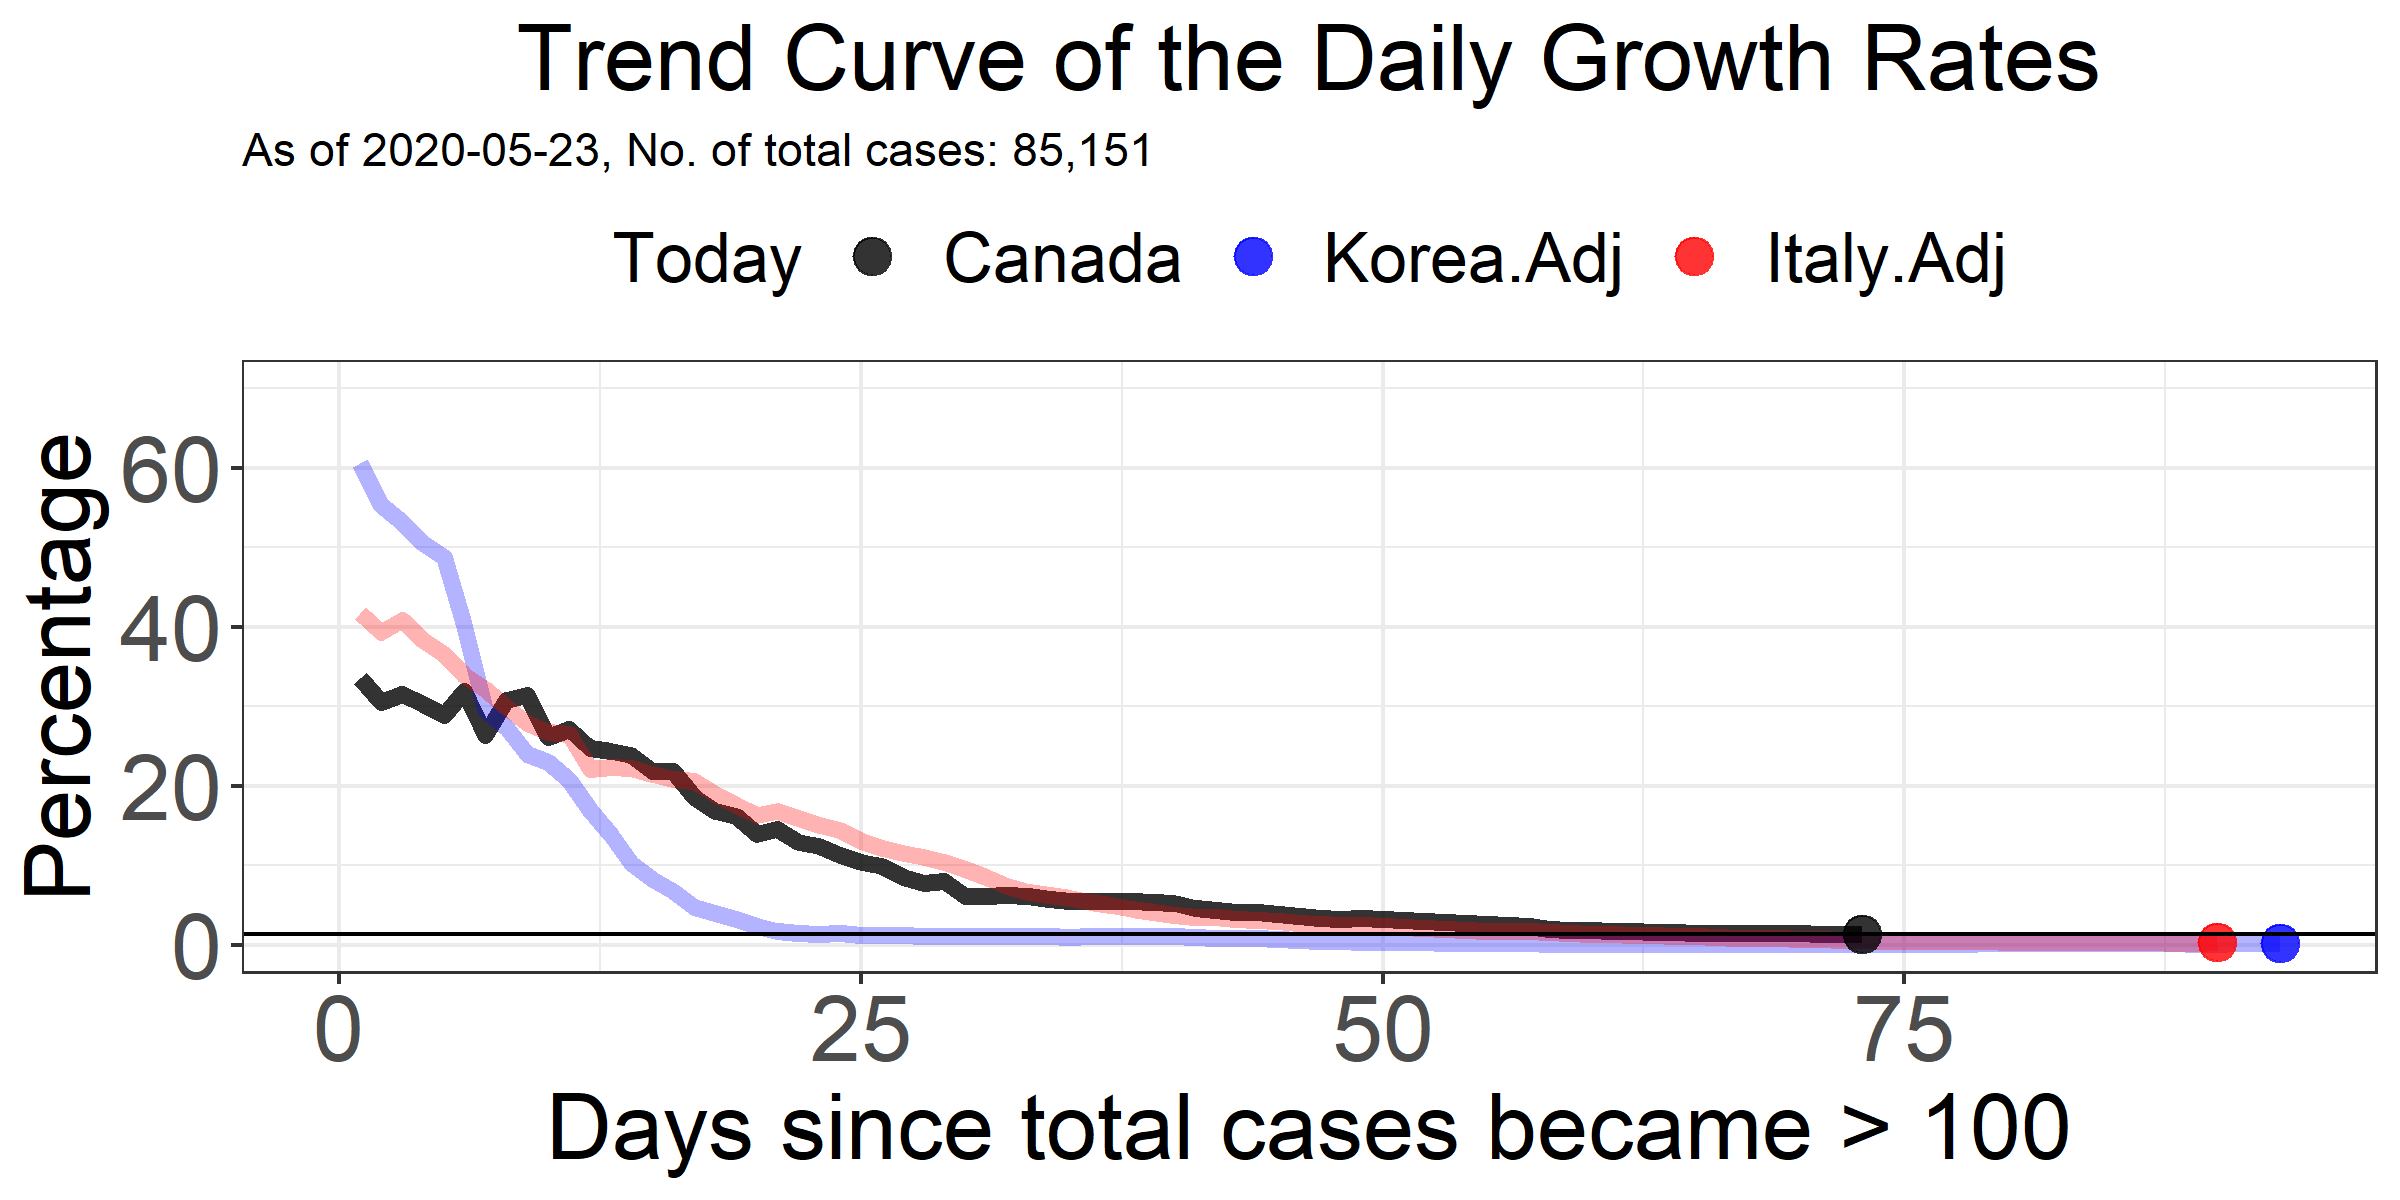 Trend Curve of the Daily Growth Rates
As of 2020-05-23, No. of total cases: 85,151
Today Canada Korea.Adj Italy.Adj
Percentage
60
40
20
0
0 25 50 75
Days since total cases became > 100